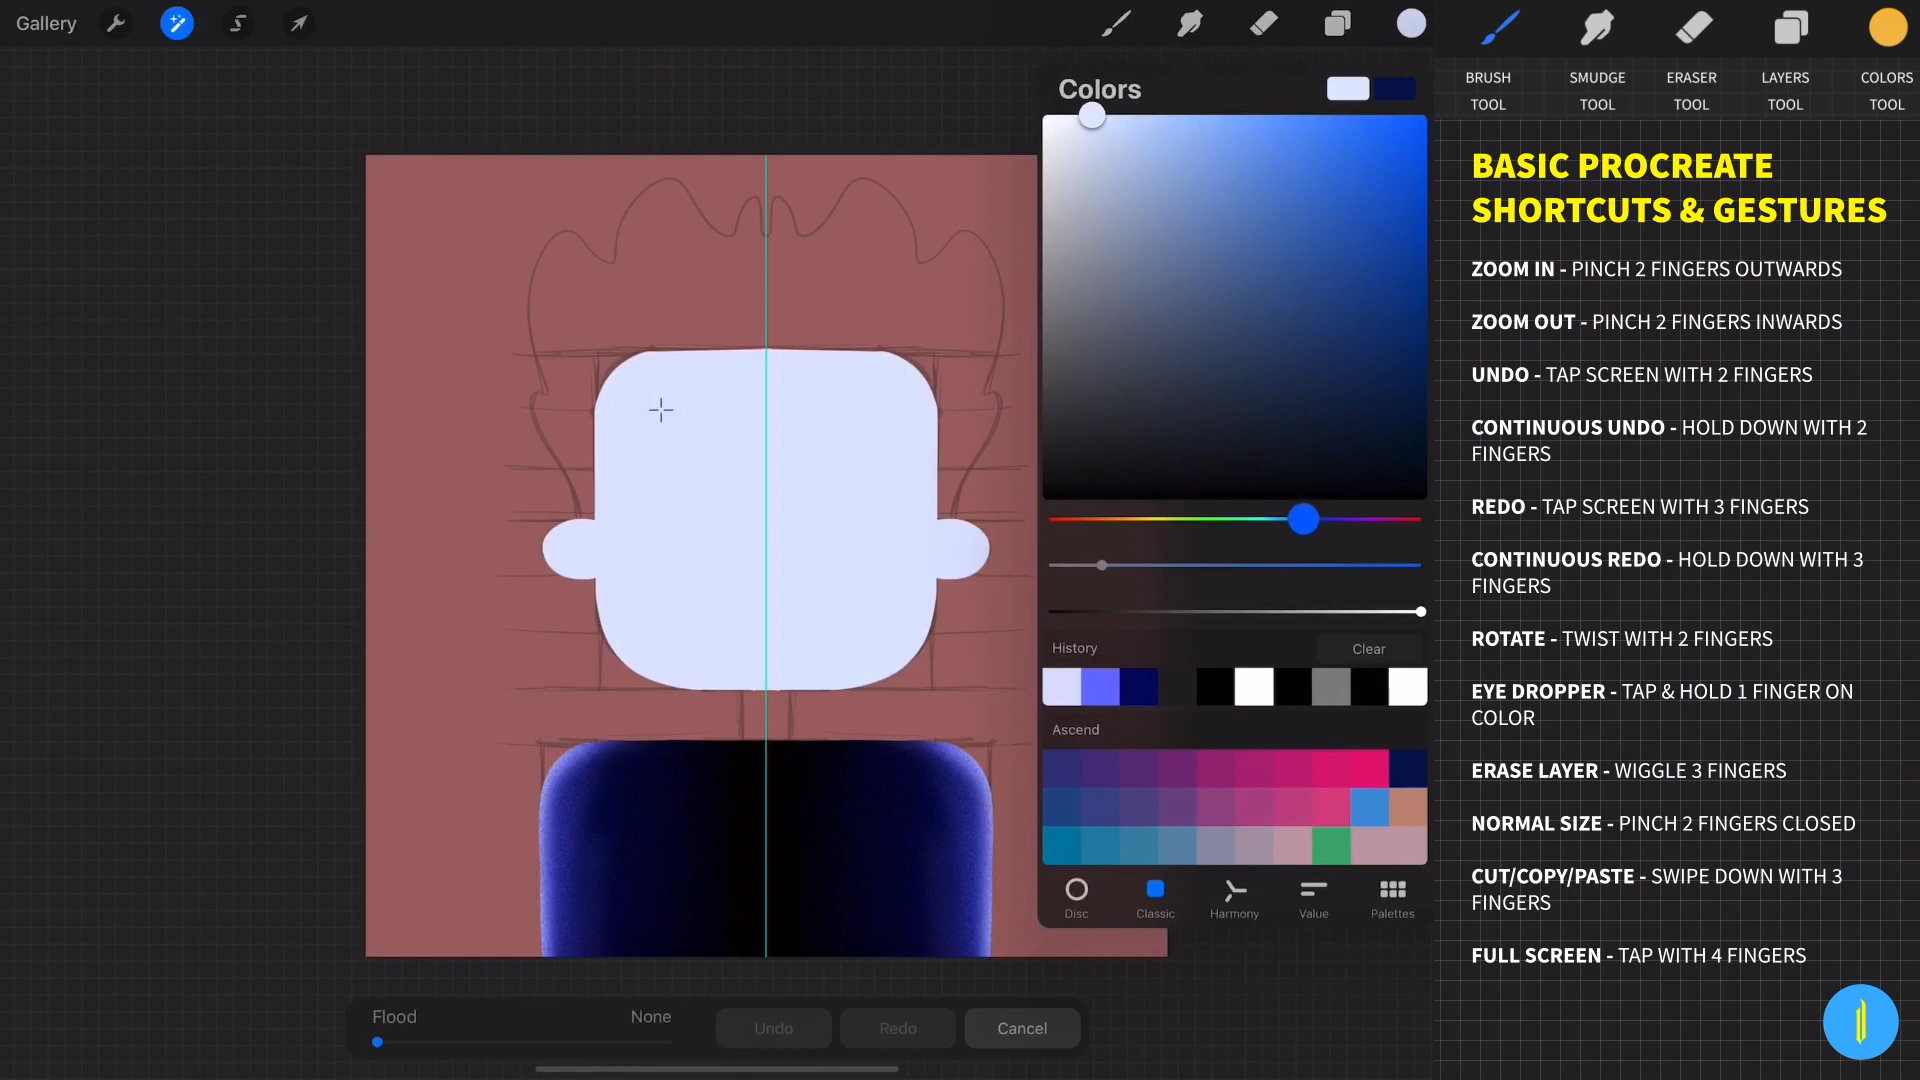 Gallery
Colors
BRUSH TOOL
SMUDGE TOOL
ERASER TOOL
LAYERS TOOL
COLORS TOOL
History
Clear
Ascend
Disc
Classic
Harmony
Value
Palettes
Flood
None
Undo
Redo
Cancel
BASIC PROCREATE
SHORTCUTS & GESTURES
ZOOM IN - PINCH 2 FINGERS OUTWARDS
ZOOM OUT - PINCH 2 FINGERS INWARDS
UNDO - TAP SCREEN WITH 2 FINGERS
CONTINUOUS UNDO - HOLD DOWN WITH 2
FINGERS
REDO - TAP SCREEN WITH 3 FINGERS
CONTINUOUS REDO - HOLD DOWN WITH 3
FINGERS
ROTATE - TWIST WITH 2 FINGERS
EYE DROPPER - TAP & HOLD 1 FINGER ON
COLOR
ERASE LAYER - WIGGLE 3 FINGERS
NORMAL SIZE - PINCH 2 FINGERS CLOSED
CUT/COPY/PASTE - SWIPE DOWN WITH 3
FINGERS
FULL SCREEN - TAP WITH 4 FINGERS